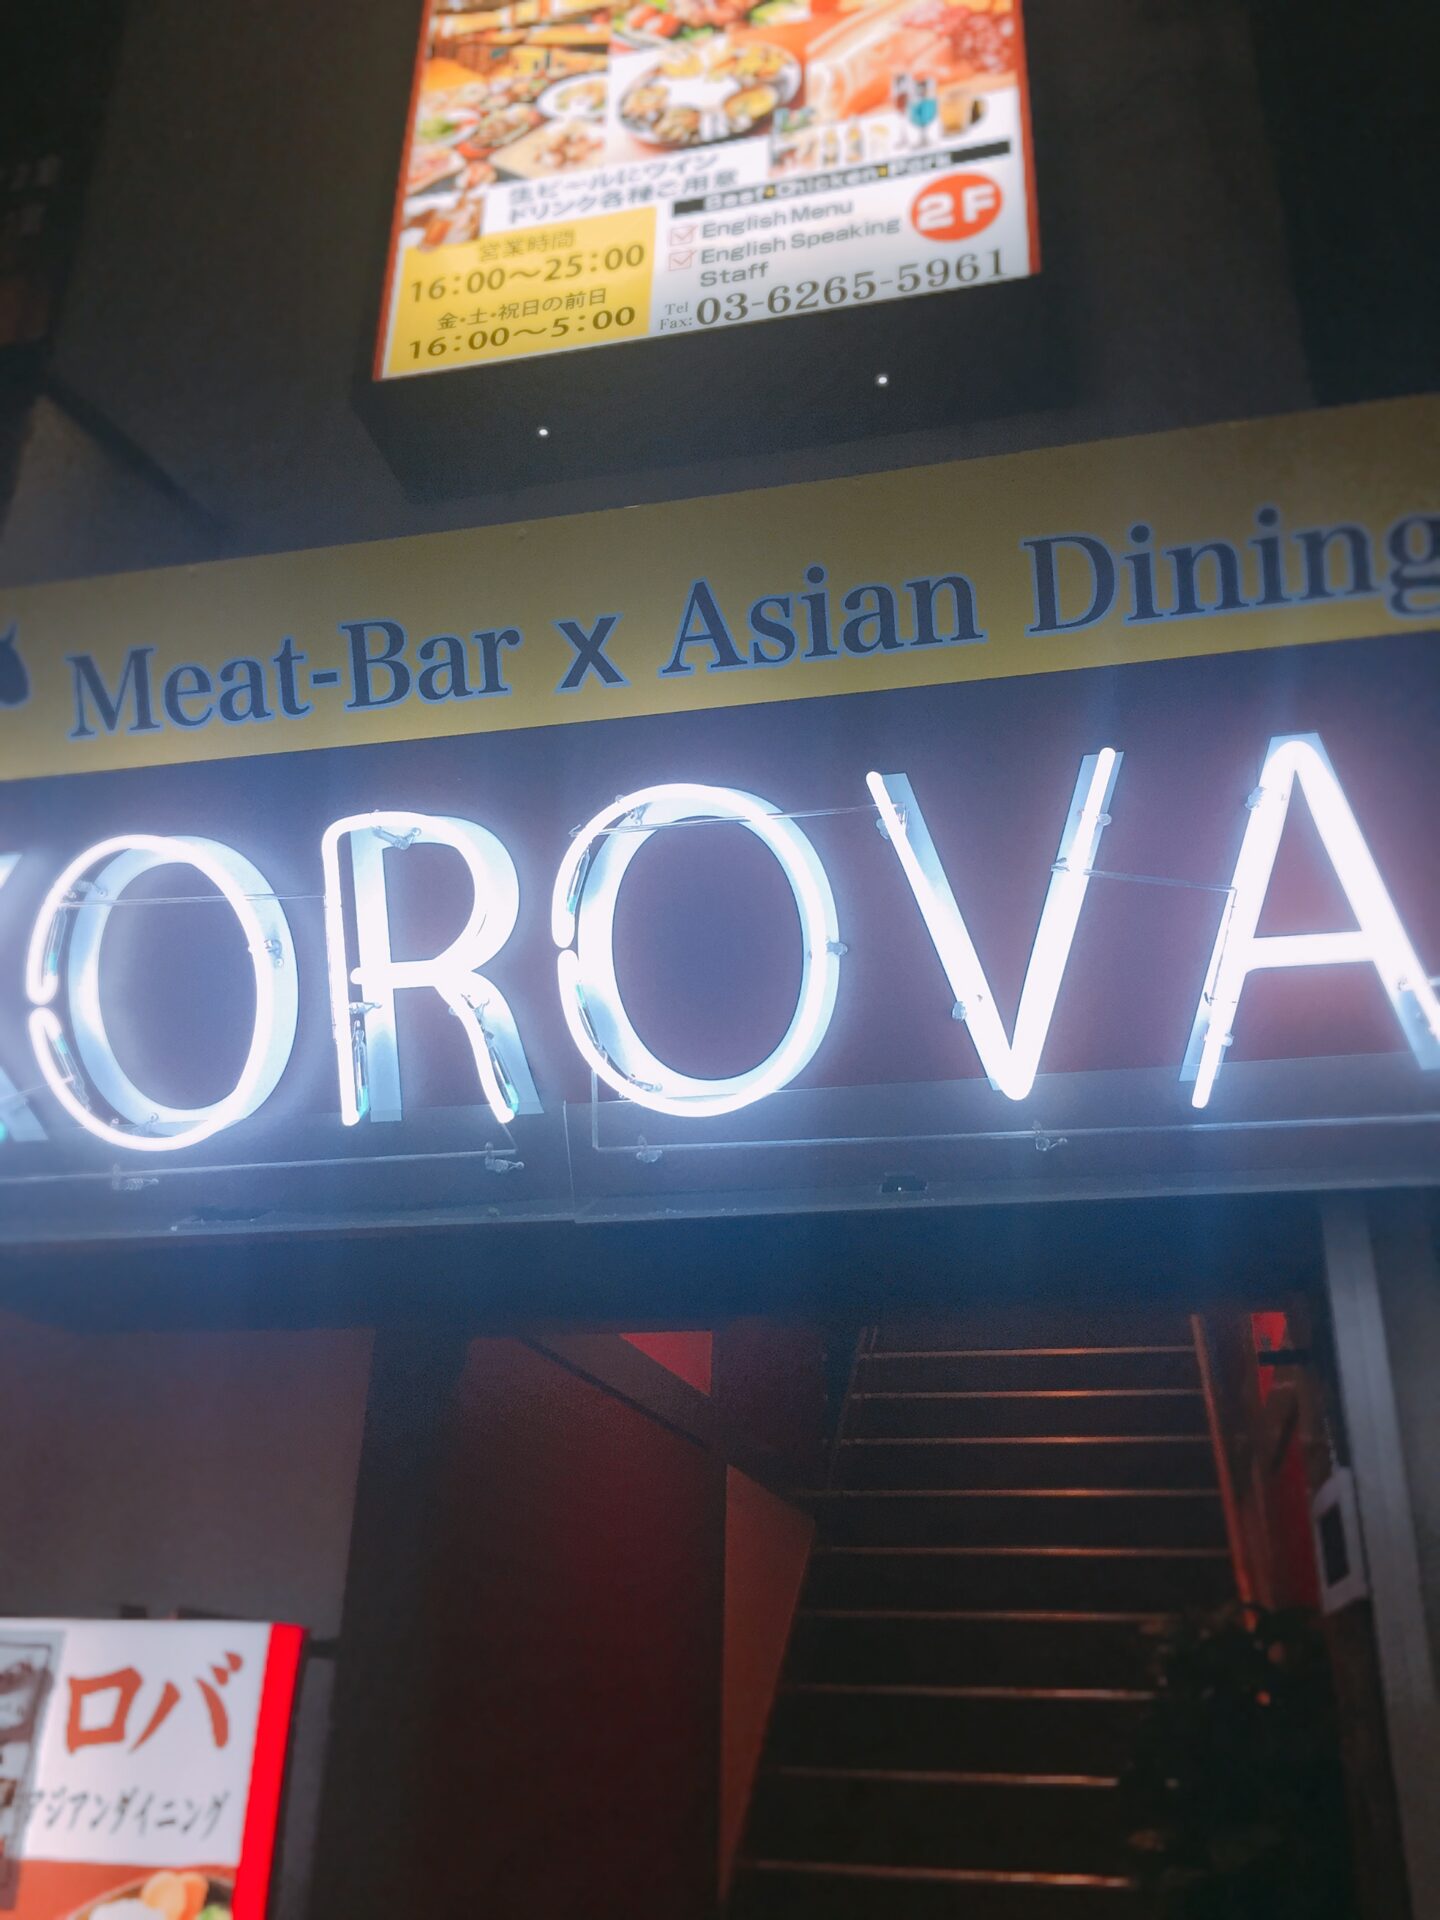 生ビールにワイン
ドリンク各種ご用意
Beef・Chicken・Pork
営業時間
16:00～25:00
金・土・祝日の前日
16:00～5:00
English Menu
English Speaking
Staff
2F
Tel
Fax: 03-6265-5961
Meat-Bar x Asian Dining
KOROVA
ロバ
アジアンダイニング